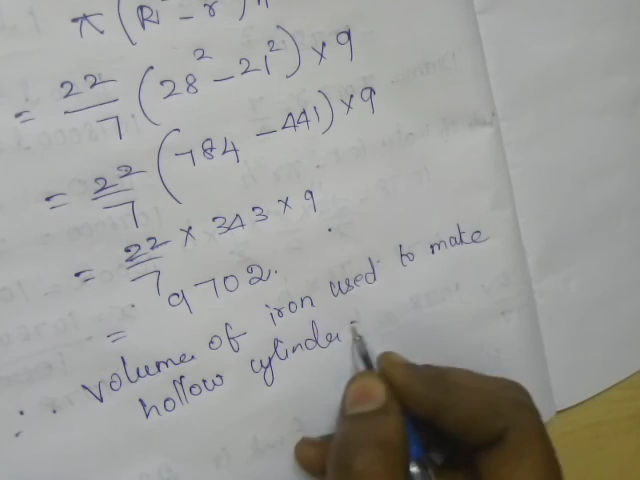 π(R² - r²)h
= 22/7 (28² - 21²) × 9
= 22/7 (784 - 441) × 9
= 22/7 × 343 × 9
= 9702.
∴ volume of iron used to make
hollow cylinde